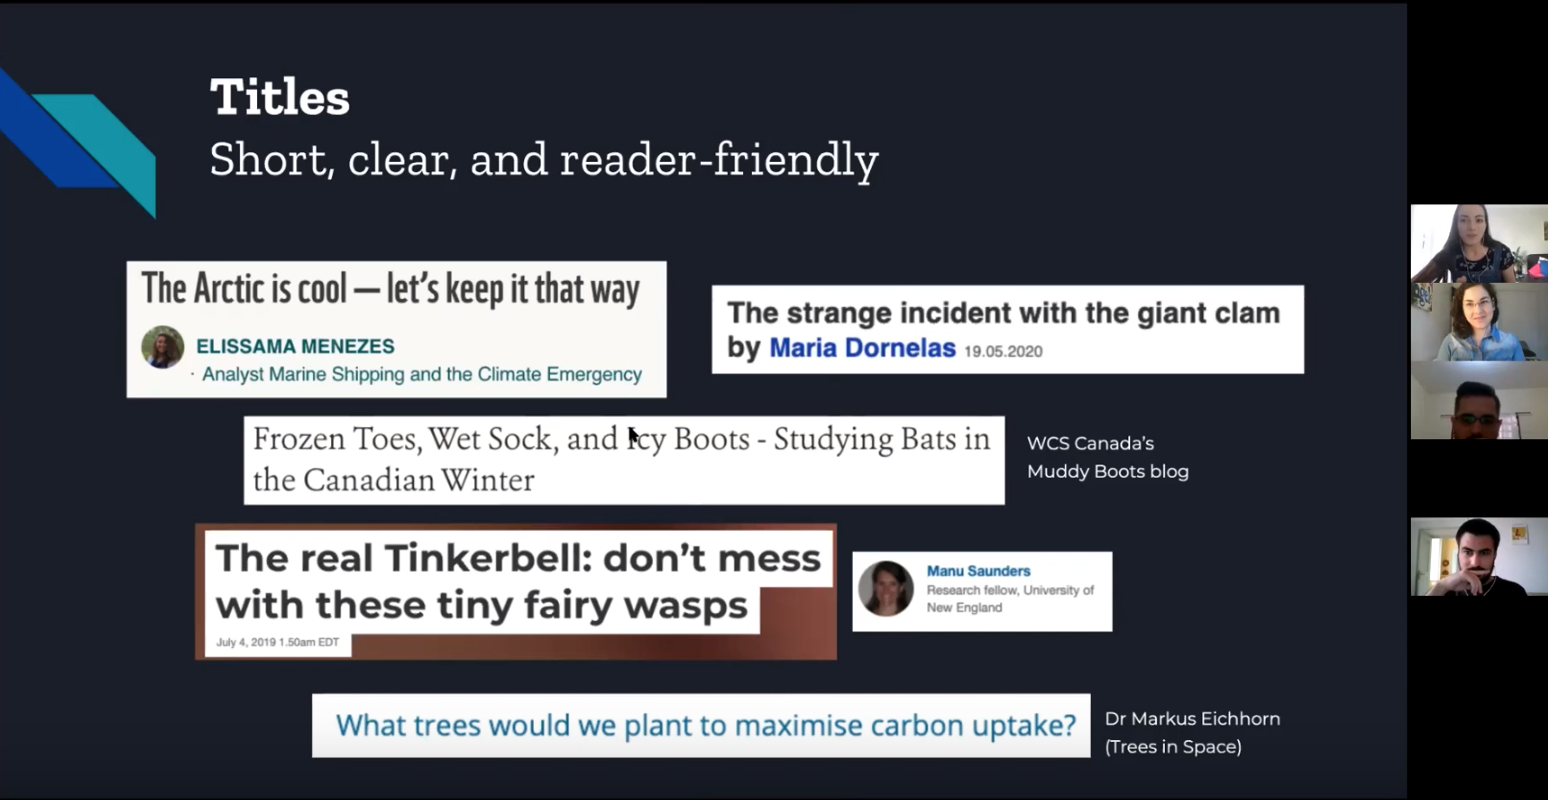 Titles
Short, clear, and reader-friendly
The Arctic is cool — let's keep it that way
ELISSAMA MENEZES
· Analyst Marine Shipping and the Climate Emergency
The strange incident with the giant clam
by Maria Dornelas 19.05.2020
Frozen Toes, Wet Sock, and Icy Boots - Studying Bats in
the Canadian Winter
WCS Canada's
Muddy Boots blog
The real Tinkerbell: don't mess
with these tiny fairy wasps
July 4, 2019 1.50am EDT
Manu Saunders
Research fellow, University of
New England
What trees would we plant to maximise carbon uptake?
Dr Markus Eichhorn
(Trees in Space)